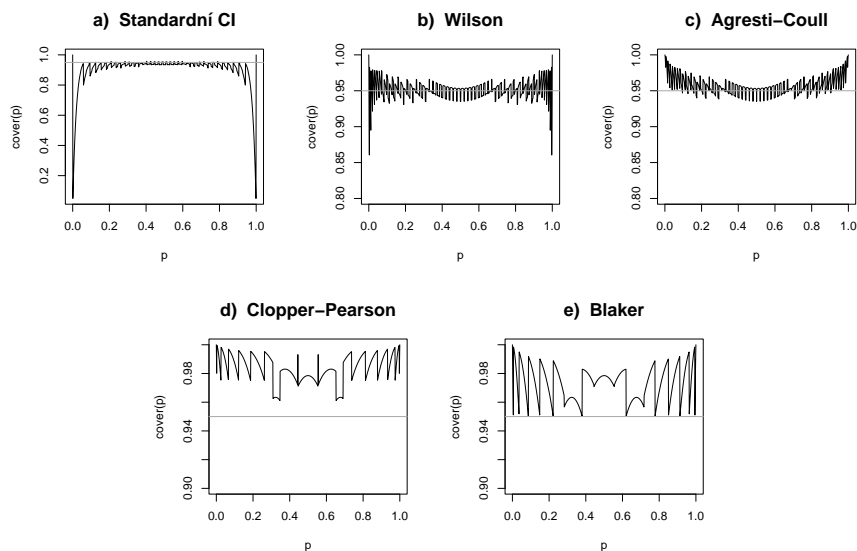 a) Standardní CI
cover(p)
1.0
0.8
0.6
0.4
0.2
0.0 0.2 0.4 0.6 0.8 1.0
p
b) Wilson
cover(p)
1.00
0.95
0.90
0.85
0.80
0.0 0.2 0.4 0.6 0.8 1.0
p
c) Agresti−Coull
cover(p)
1.00
0.95
0.90
0.85
0.80
0.0 0.2 0.4 0.6 0.8 1.0
p
d) Clopper−Pearson
cover(p)
0.98
0.94
0.90
0.0 0.2 0.4 0.6 0.8 1.0
p
e) Blaker
cover(p)
0.98
0.94
0.90
0.0 0.2 0.4 0.6 0.8 1.0
p